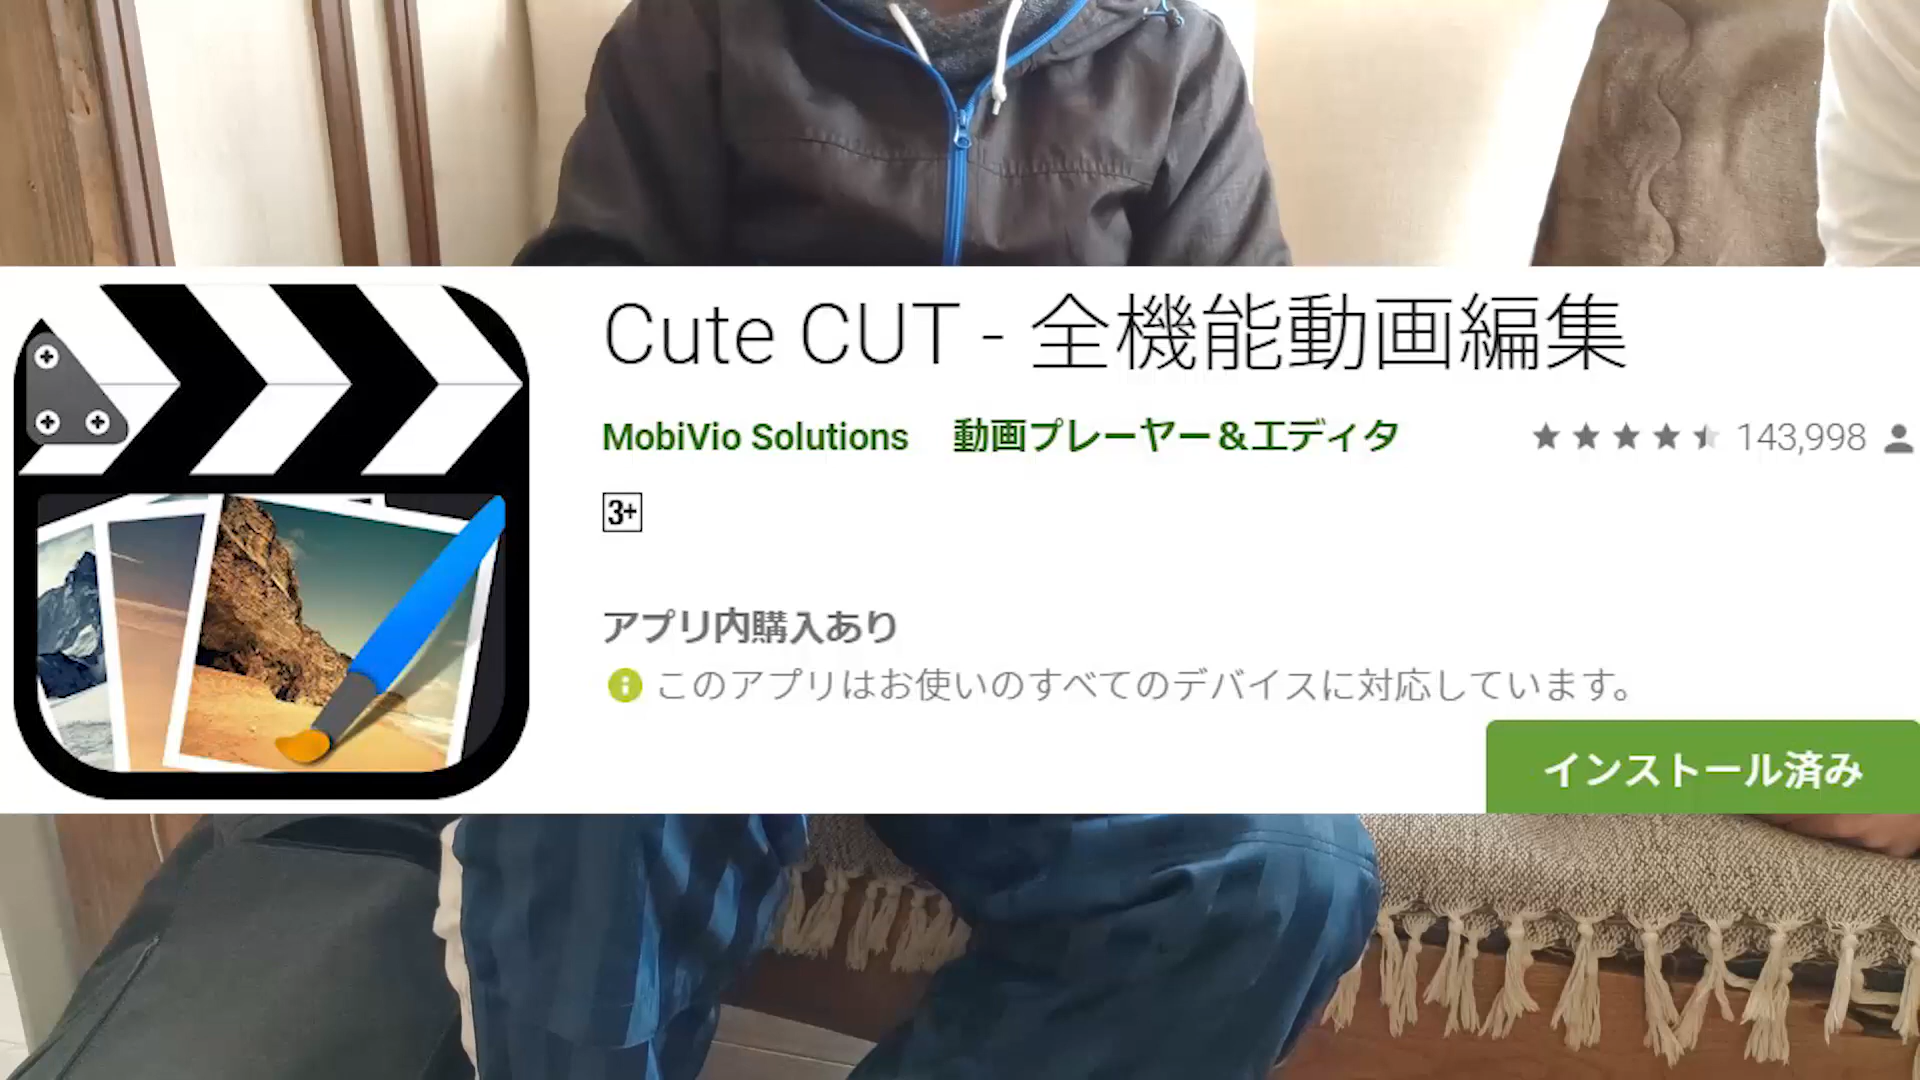 Cute CUT - 全機能動画編集
MobiVio Solutions 動画プレーヤー&エディタ 143,998
3+
アプリ内購入あり
このアプリはお使いのすべてのデバイスに対応しています。
インストール済み